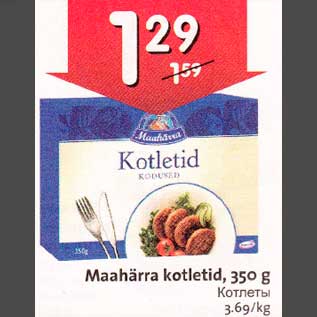 1.29
1.59
Maahärra
Kotletid
KODUSED
350g
Maahärra kotletid, 350 g
Котлеты
3.69/kg